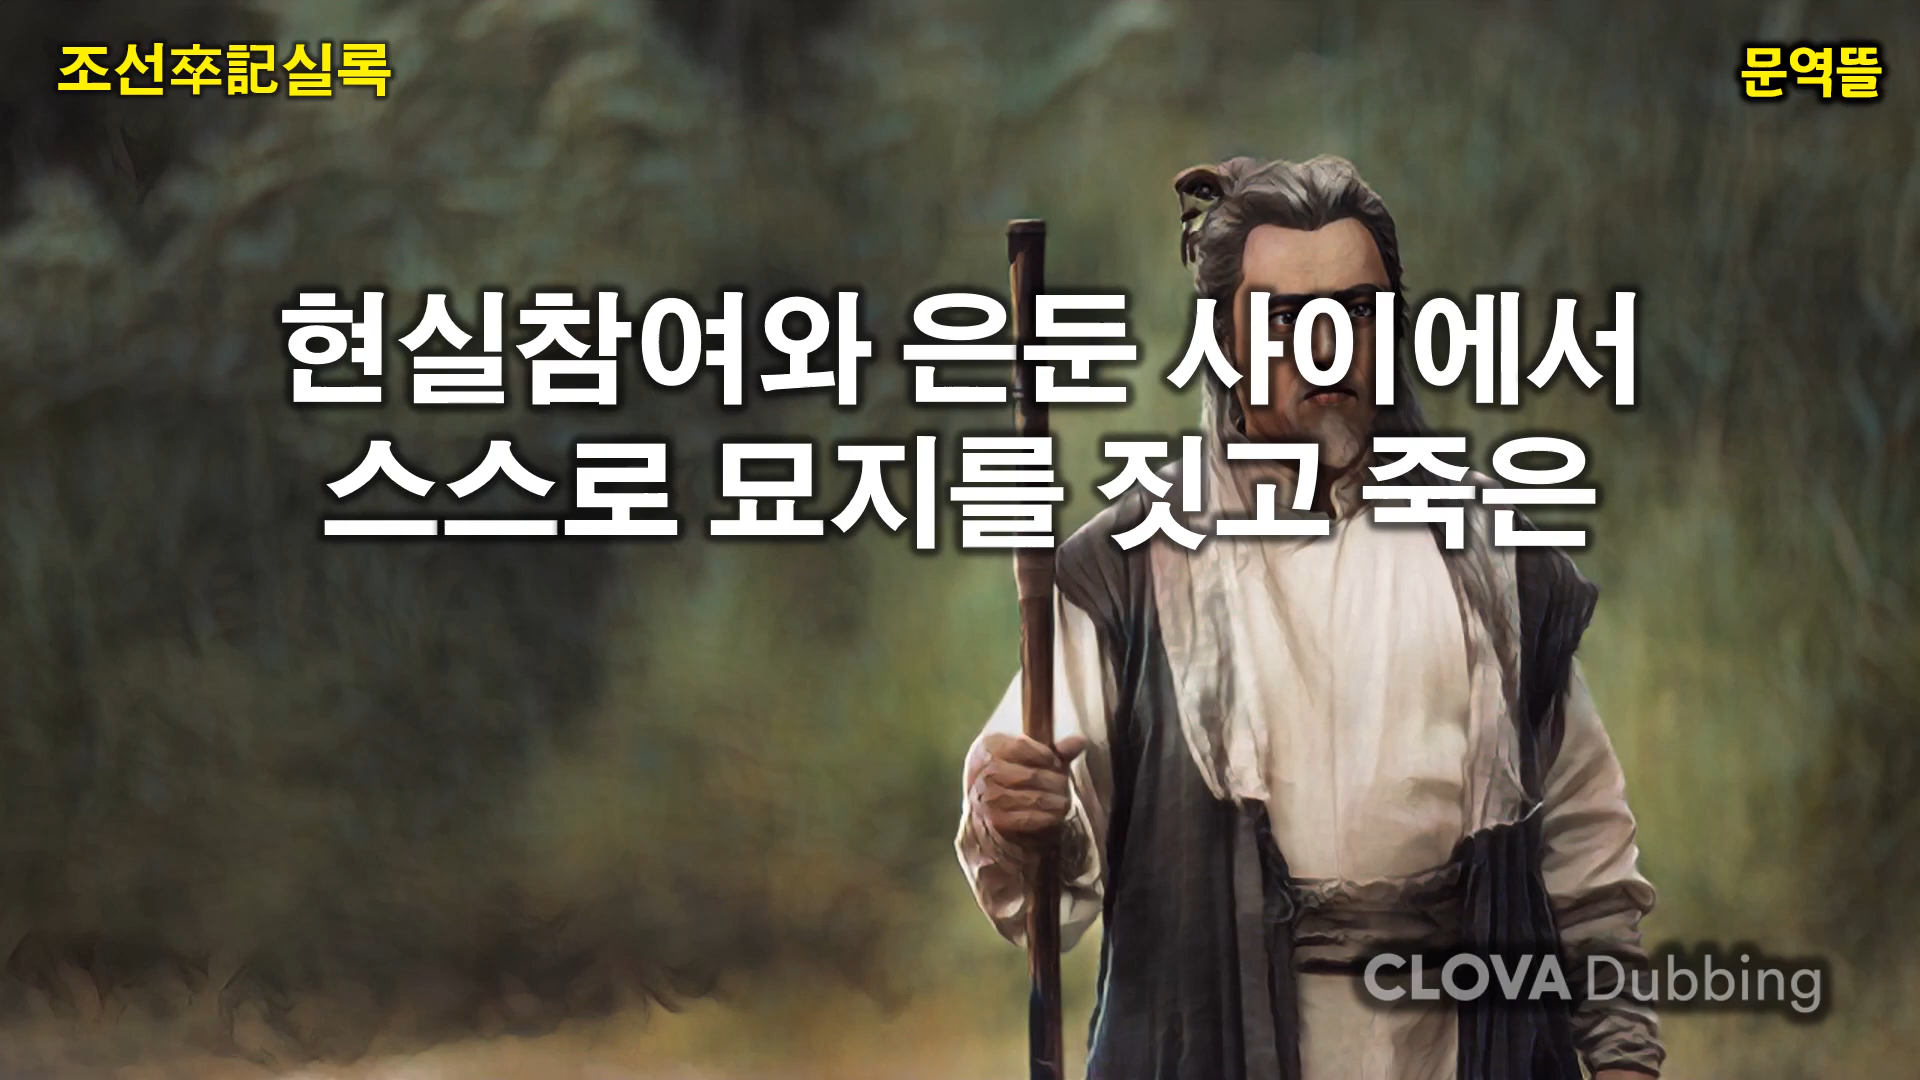 조선卒記실록
문역뜰
현실참여와 은둔 사이에서
스스로 묘지를 짓고 죽은
CLOVA Dubbing